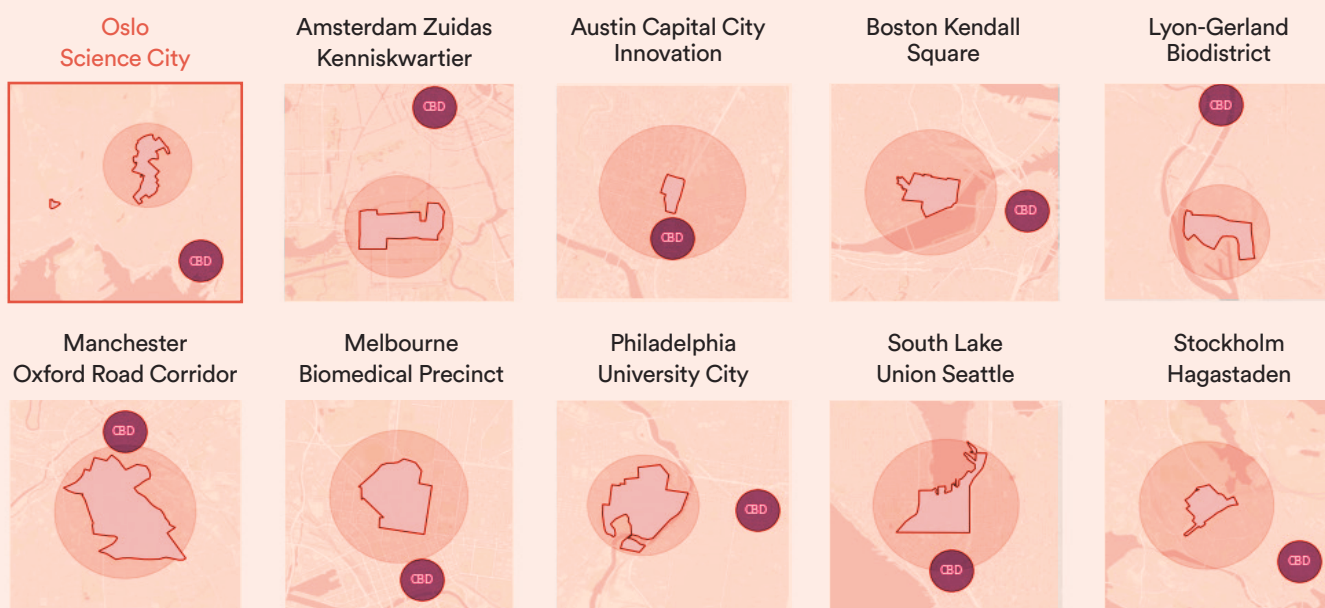 Oslo
Science City
Amsterdam Zuidas
Kenniskwartier
Austin Capital City
Innovation
Boston Kendall
Square
Lyon-Gerland
Biodistrict
CBD
CBD
CBD
CBD
CBD
Manchester
Oxford Road Corridor
Melbourne
Biomedical Precinct
Philadelphia
University City
South Lake
Union Seattle
Stockholm
Hagastaden
CBD
CBD
CBD
CBD
CBD